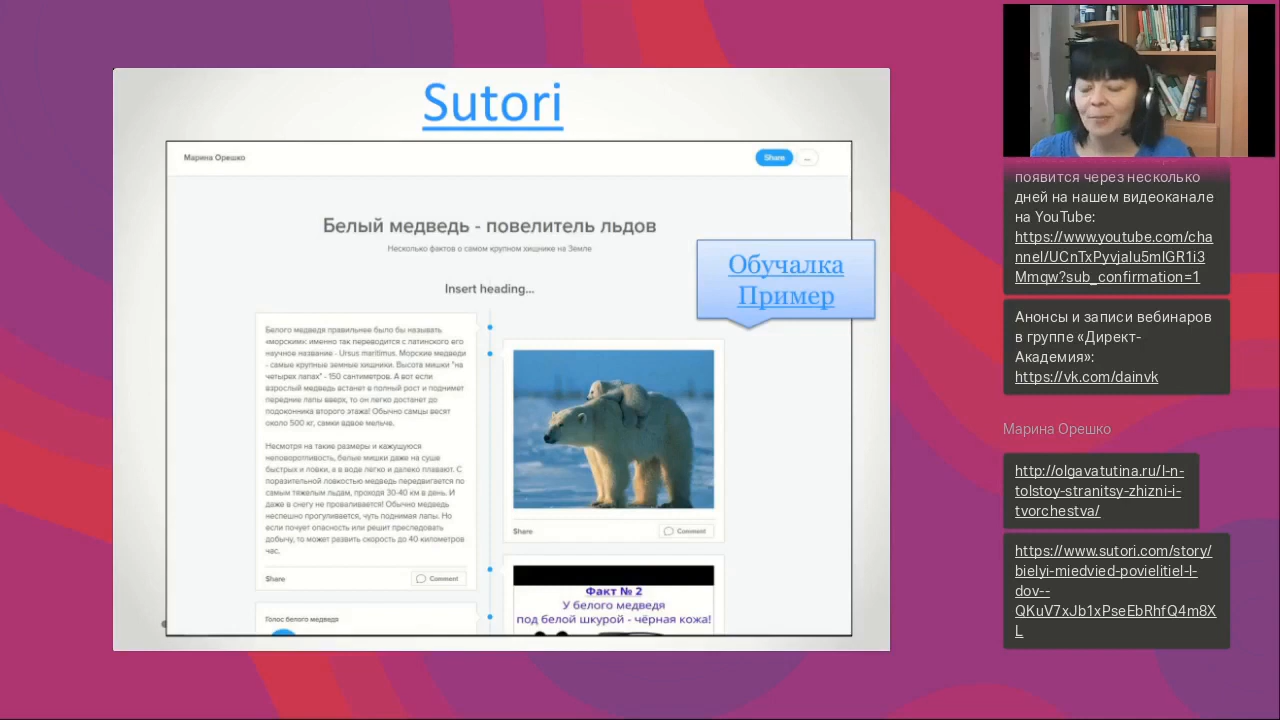 Sutori
Марина Орешко
Share
...
Белый медведь - повелитель льдов
Несколько фактов о самом крупном хищнике на Земле
Обучалка
Пример
Insert heading...
Белого медведя правильнее было бы называть
«морским»: именно так переводится с латинского его
научное название - Ursus maritimus. Морские медведи
- самые крупные земные хищники. Высота мишки "на
четырех лапах" - 150 сантиметров. А вот если
взрослый медведь встанет в полный рост и поднимет
передние лапы вверх, то он легко достанет до
подоконника второго этажа! Обычно самцы весят
около 500 кг, самки вдвое меньше.
Несмотря на такие размеры и кажущуюся
неповоротливость, белые мишки даже на суше
быстрых и ловки, а в воде легко и далеко плавают. С
поразительной ловкостью медведь передвигается по
самым тяжелым льдам, проходя 30-40 км в день. И
даже в снегу не проваливается! Обычно медведь
неспешно прогуливается, чуть поднимая лапы. Но
если почует опасность или решит преследовать
добычу, то может развить скорость до 40 километров
час.
Share
Comment
Голос белого медведя
Share
Comment
Факт № 2
У белого медведя
под белой шкурой - чёрная кожа!
появится через несколько
дней на нашем видеоканале
на YouTube:
https://www.youtube.com/cha
nnel/UCnTxPyvjalu5mlGR1i3
Mmqw?sub_confirmation=1
Анонсы и записи вебинаров
в группе «Директ-
Академия»:
https://vk.com/dainvk
Марина Орешко
http://olgavatutina.ru/l-n-
tolstoy-stranitsy-zhizni-i-
tvorchestva/
https://www.sutori.com/story/
bielyi-miedvied-povielitiel-l-
dov--
QKuV7xJb1xPseEbRhfQ4m8X
L